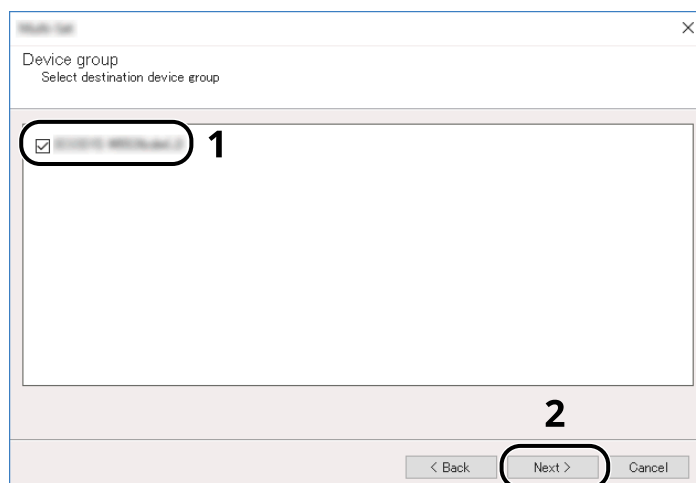 Device group
Select destination device group
1
2
< Back
Next >
Cancel